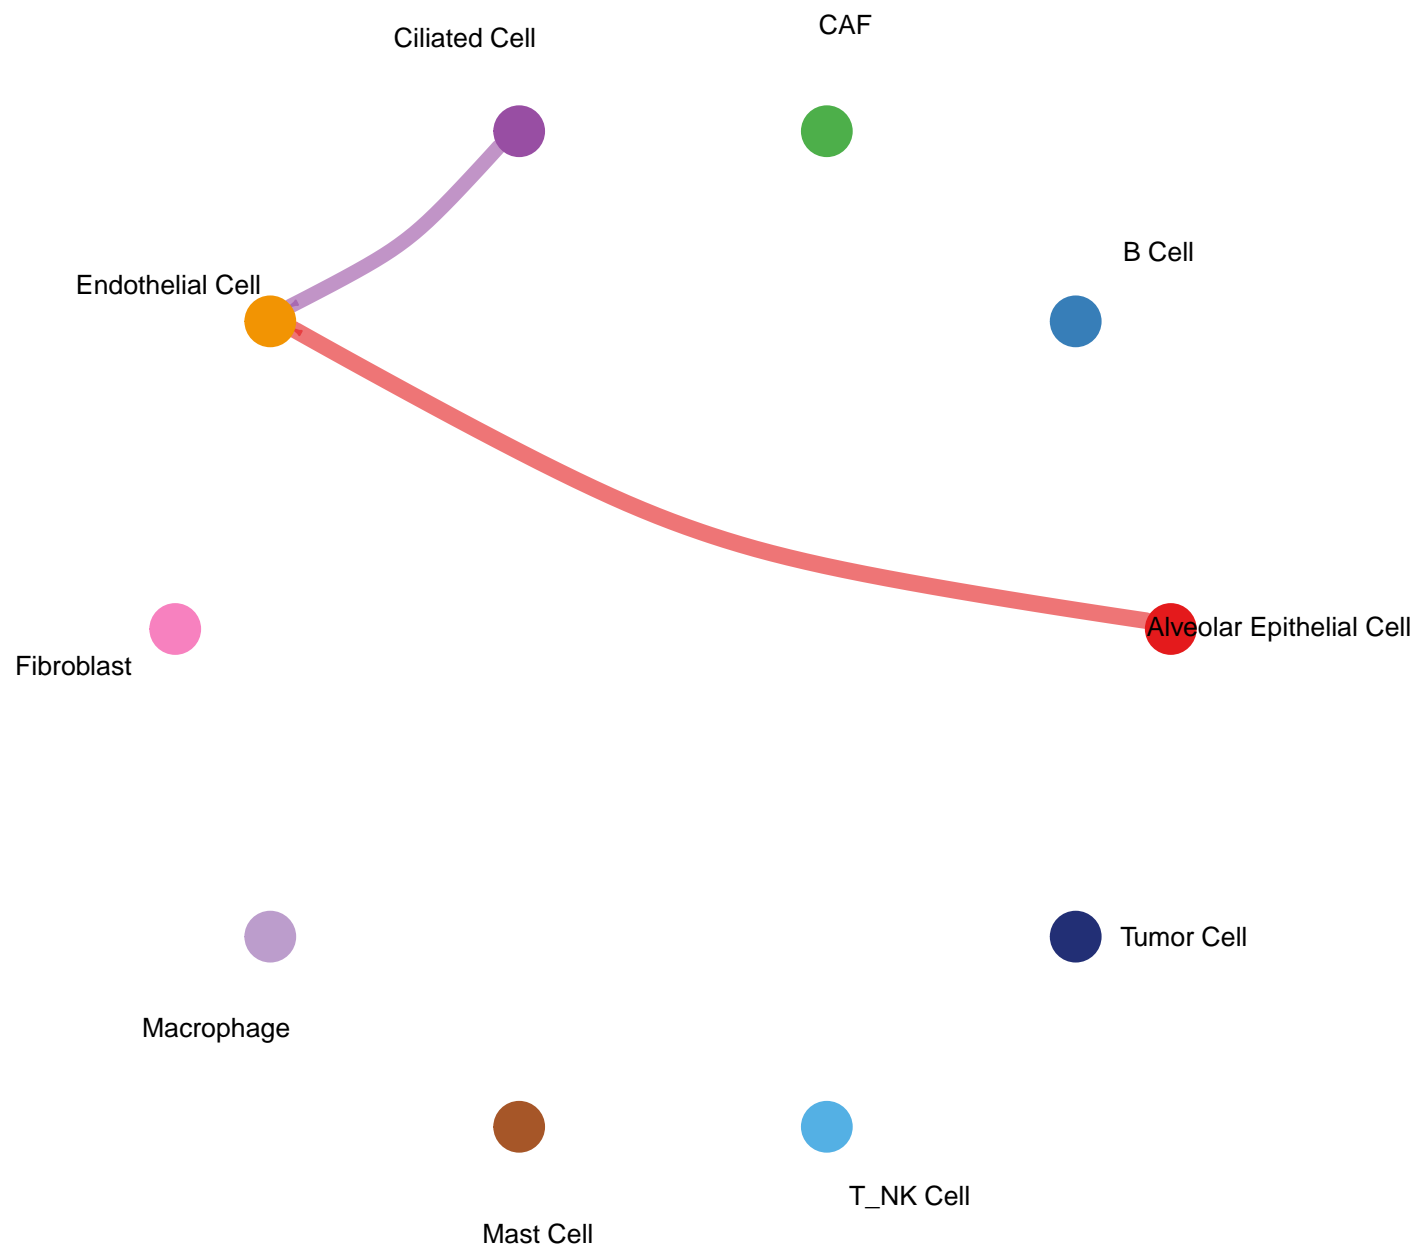 CAF
Ciliated Cell
B Cell
Endothelial Cell
Alveolar Epithelial Cell
Fibroblast
Tumor Cell
Macrophage
T_NK Cell
Mast Cell